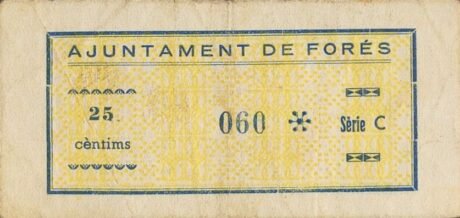 AJUNTAMENT DE FORÉS
25
cèntims
060
Sèrie C